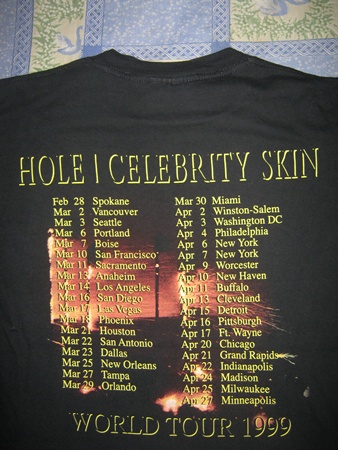 HOLE | CELEBRITY SKIN
Feb 28 Spokane
Mar 2 Vancouver
Mar 3 Seattle
Mar 6 Portland
Mar 7 Boise
Mar 10 San Francisco
Mar 11 Sacramento
Mar 13 Anaheim
Mar 14 Los Angeles
Mar 16 San Diego
Mar 17 Las Vegas
Mar 18 Phoenix
Mar 21 Houston
Mar 22 San Antonio
Mar 23 Dallas
Mar 25 New Orleans
Mar 27 Tampa
Mar 29 Orlando
Mar 30 Miami
Apr 2 Winston-Salem
Apr 3 Washington DC
Apr 4 Philadelphia
Apr 6 New York
Apr 7 New York
Apr 9 Worcester
Apr 10 New Haven
Apr 11 Buffalo
Apr 13 Cleveland
Apr 15 Detroit
Apr 16 Pittsburgh
Apr 17 Ft. Wayne
Apr 20 Chicago
Apr 21 Grand Rapids
Apr 22 Indianapolis
Apr 24 Madison
Apr 25 Milwaukee
Apr 27 Minneapolis
WORLD TOUR 1999